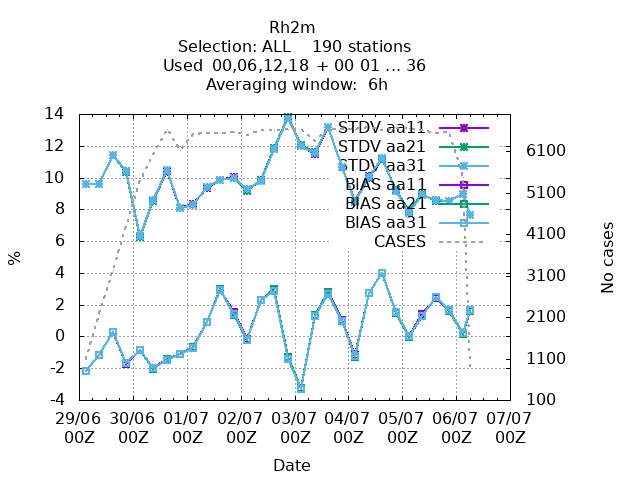 Rh2m
Selection: ALL 190 stations
Used 00,06,12,18 + 00 01 ... 36
Averaging window: 6h
14
12
10
8
6
4
2
0
-2
-4
%
STDV aa11
STDV aa21
STDV aa31
BIAS aa11
BIAS aa21
BIAS aa31
CASES
6100
5100
4100
3100
2100
1100
100
No cases
29/06 30/06 01/07 02/07 03/07 04/07 05/07 06/07 07/07
00Z 00Z 00Z 00Z 00Z 00Z 00Z 00Z 00Z
Date